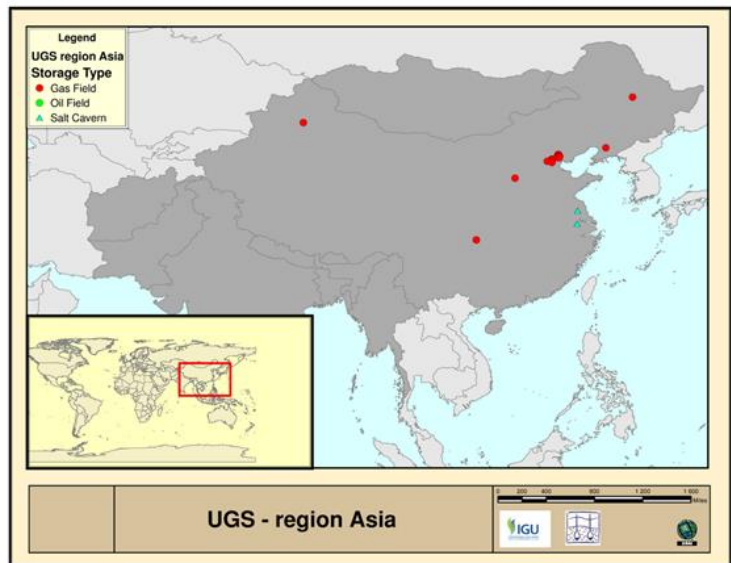 Legend
UGS region Asia
Storage Type
Gas Field
Oil Field
Salt Cavern
UGS - region Asia
0 200 400 800 1 200 1 600
Miles
IGU